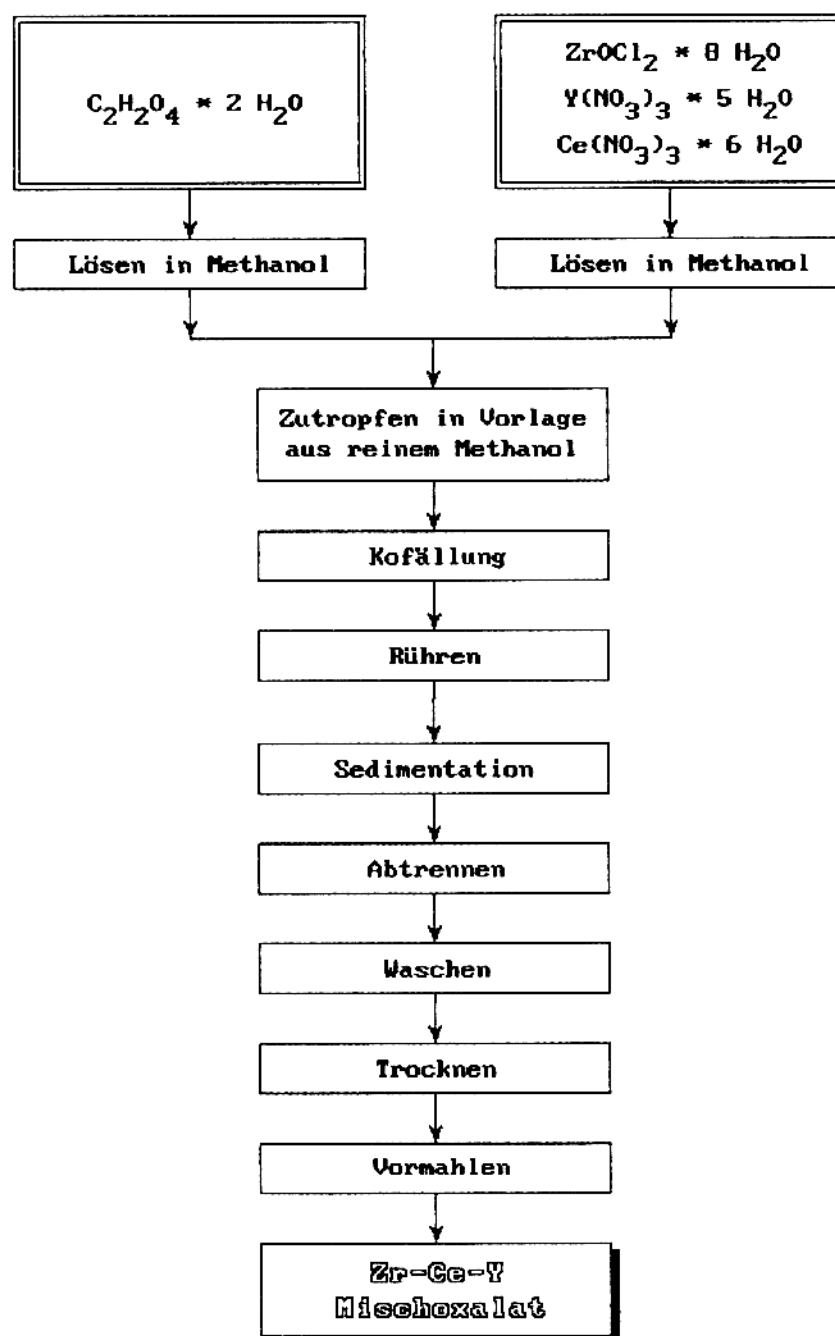 C₂H₂O₄ * 2 H₂O
ZrOCl₂ * 8 H₂O
Y(NO₃)₃ * 5 H₂O
Ce(NO₃)₃ * 6 H₂O
Lösen in Methanol
Lösen in Methanol
Zutropfen in Vorlage
aus reinem Methanol
Kofällung
Rühren
Sedimentation
Abtrennen
Waschen
Trocknen
Vormahlen
Zr-Ce-Y
Mischoxalat